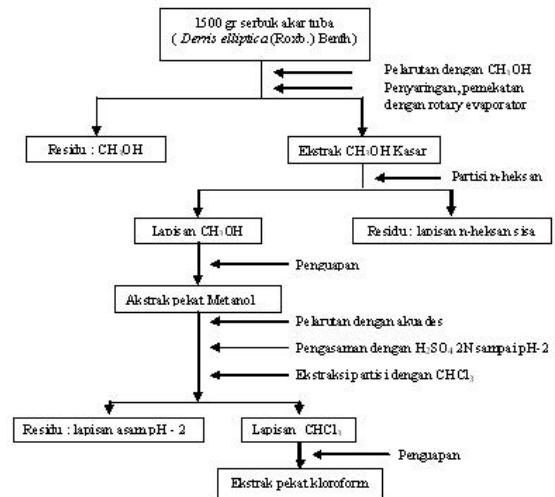 1500 gr serbuk akar tuba
( Derris elliptica (Roxb.) Benth)
Pelarutan dengan CH₃OH
Penyaringan, pemekatan
dengan rotary evaporator
Residu : CH₃OH
Ekstrak CH₃OH Kasar
Partisi n-heksan
Lapisan CH₃OH
Residu : lapisan n-heksan sisa
Penguapan
Akstrak pekat Metanol
Pelarutan dengan akuades
Pengasaman dengan H₂SO₄ 2N sampai pH-2
Ekstraksi partisi dengan CHCl₃
Residu : lapisan asam pH - 2
Lapisan CHCl₃
Penguapan
Ekstrak pekat kloroform